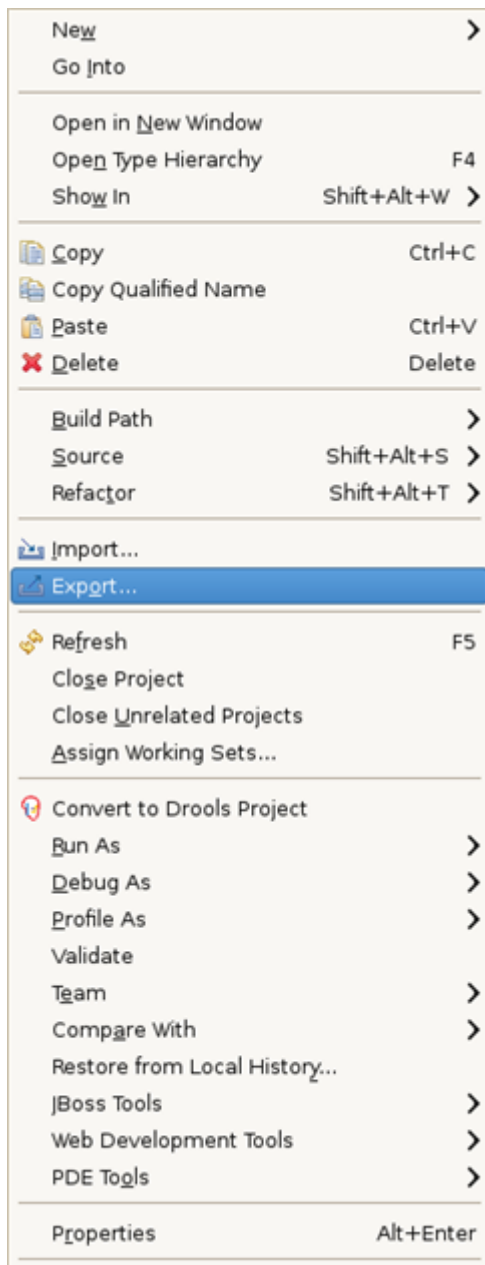 New
Go Into
Open in New Window
Open Type Hierarchy F4
Show In Shift+Alt+W
Copy Ctrl+C
Copy Qualified Name
Paste Ctrl+V
Delete Delete
Build Path
Source Shift+Alt+S
Refactor Shift+Alt+T
Import...
Export...
Refresh F5
Close Project
Close Unrelated Projects
Assign Working Sets...
Convert to Drools Project
Run As
Debug As
Profile As
Validate
Team
Compare With
Restore from Local History...
JBoss Tools
Web Development Tools
PDE Tools
Properties Alt+Enter